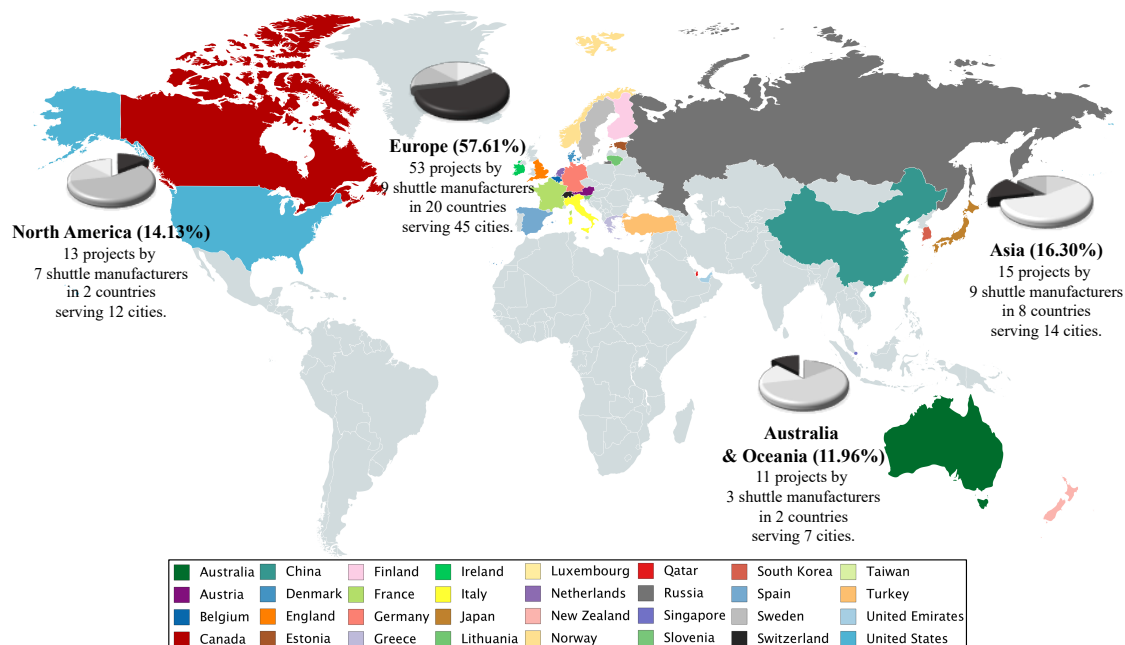 Europe (57.61%)
53 projects by
9 shuttle manufacturers
in 20 countries
serving 45 cities.
North America (14.13%)
13 projects by
7 shuttle manufacturers
in 2 countries
serving 12 cities.
Asia (16.30%)
15 projects by
9 shuttle manufacturers
in 8 countries
serving 14 cities.
Australia
& Oceania (11.96%)
11 projects by
3 shuttle manufacturers
in 2 countries
serving 7 cities.
Australia China Finland Ireland Luxembourg Qatar South Korea Taiwan
Austria Denmark France Italy Netherlands Russia Spain Turkey
Belgium England Germany Japan New Zealand Singapore Sweden United Emirates
Canada Estonia Greece Lithuania Norway Slovenia Switzerland United States